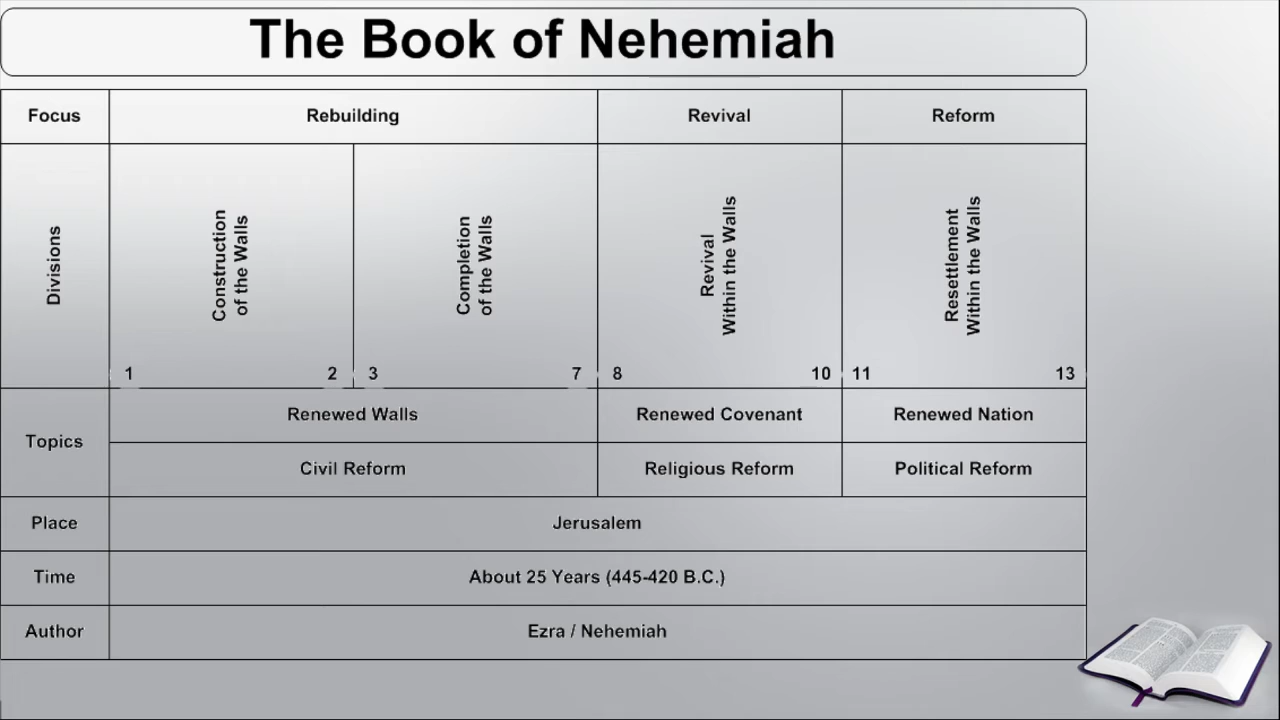 The Book of Nehemiah
Focus
Rebuilding
Revival
Reform
Divisions
Construction
of the Walls
Completion
of the Walls
Revival
Within the Walls
Resettlement
Within the Walls
1
2
3
7
8
10
11
13
Topics
Renewed Walls
Renewed Covenant
Renewed Nation
Civil Reform
Religious Reform
Political Reform
Place
Jerusalem
Time
About 25 Years (445-420 B.C.)
Author
Ezra / Nehemiah